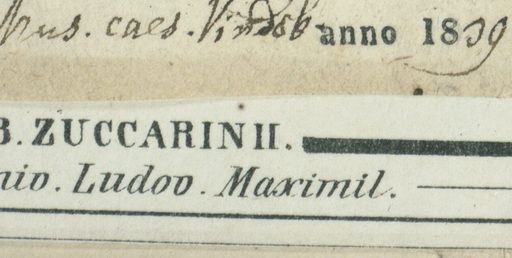 Mus. caes. Vindob. anno 1839
B. ZUCCARINII.
niv. Ludov. Maximil.